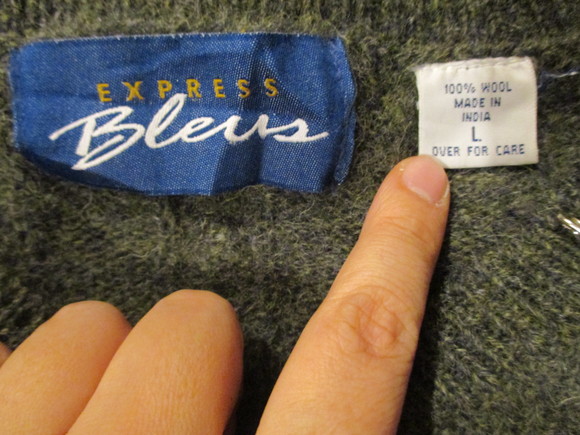 EXPRESS
Bleus
100% WOOL
MADE IN
INDIA
L
OVER FOR CARE